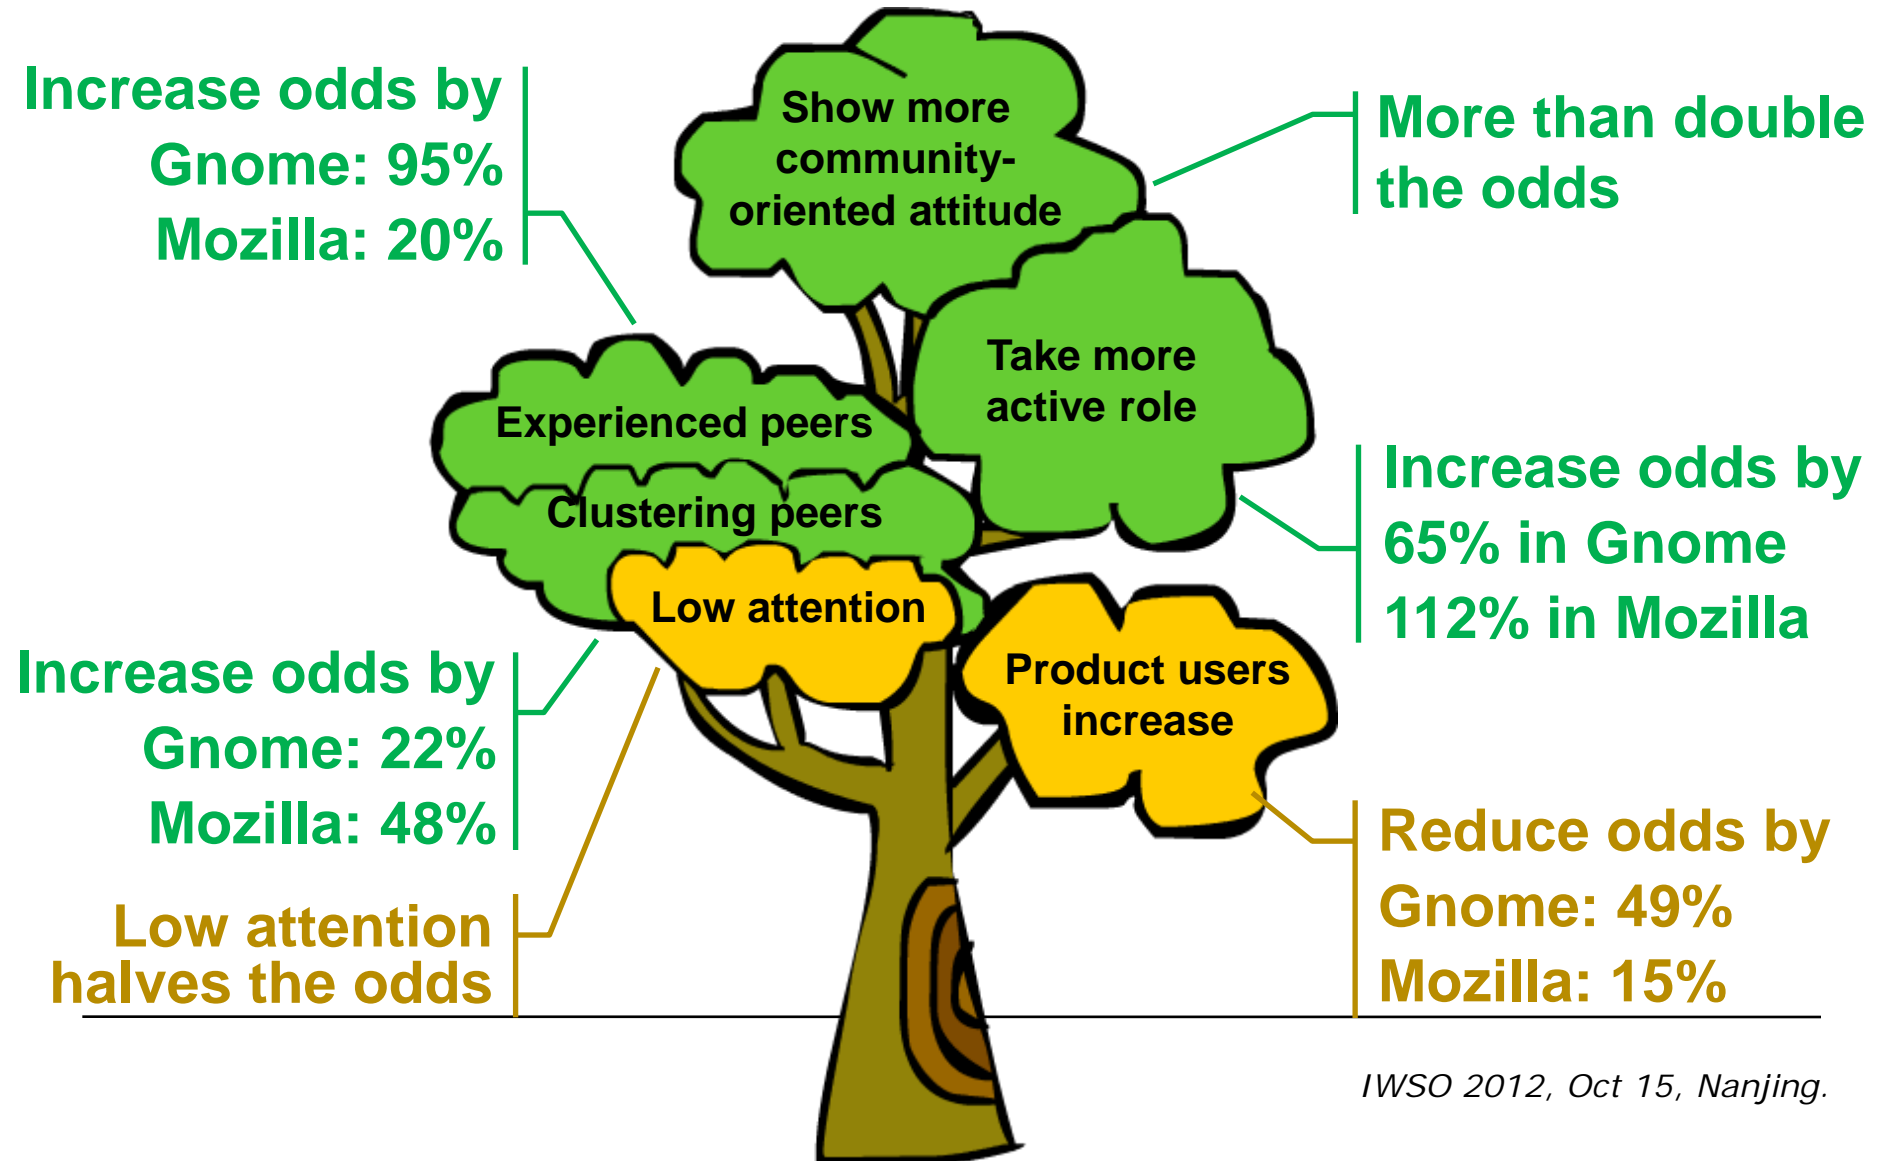 Increase odds by
Gnome: 95%
Mozilla: 20%
Show more
community-
oriented attitude
More than double
the odds
Take more
active role
Experienced peers
Clustering peers
Increase odds by
65% in Gnome
112% in Mozilla
Low attention
Increase odds by
Gnome: 22%
Mozilla: 48%
Product users
increase
Low attention
halves the odds
Reduce odds by
Gnome: 49%
Mozilla: 15%
IWSO 2012, Oct 15, Nanjing.